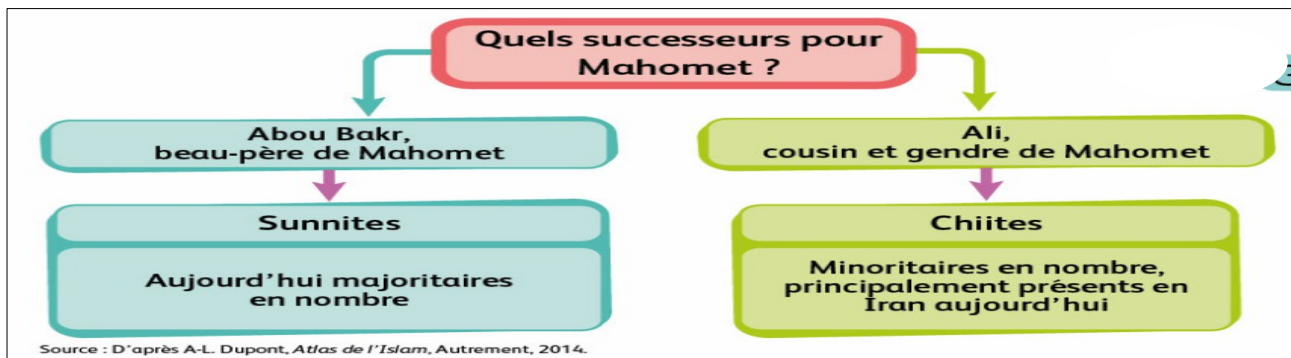 Quels successeurs pour
Mahomet ?
Abou Bakr,
beau-père de Mahomet
Ali,
cousin et gendre de Mahomet
Sunnites
Aujourd'hui majoritaires
en nombre
Chiites
Minoritaires en nombre,
principalement présents en
Iran aujourd'hui
Source : D'après A-L. Dupont, Atlas de l'Islam, Autrement, 2014.